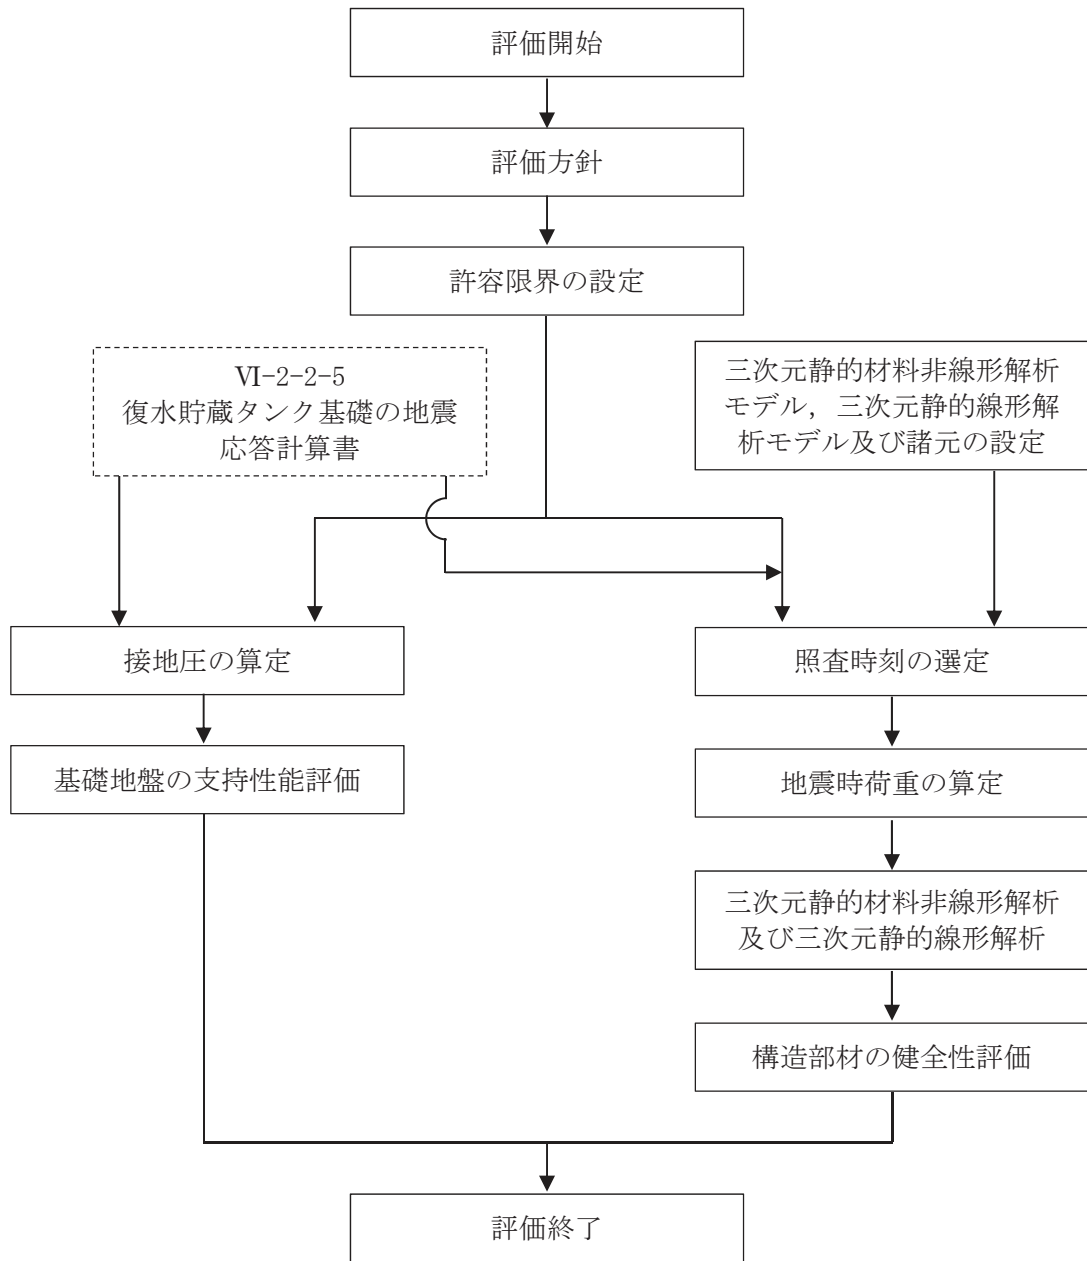 評価開始
評価方針
許容限界の設定
Ⅵ-2-2-5
復水貯蔵タンク基礎の地震
応答計算書
三次元静的材料非線形解析
モデル，三次元静的線形解
析モデル及び諸元の設定
接地圧の算定
照査時刻の選定
基礎地盤の支持性能評価
地震時荷重の算定
三次元静的材料非線形解析
及び三次元静的線形解析
構造部材の健全性評価
評価終了